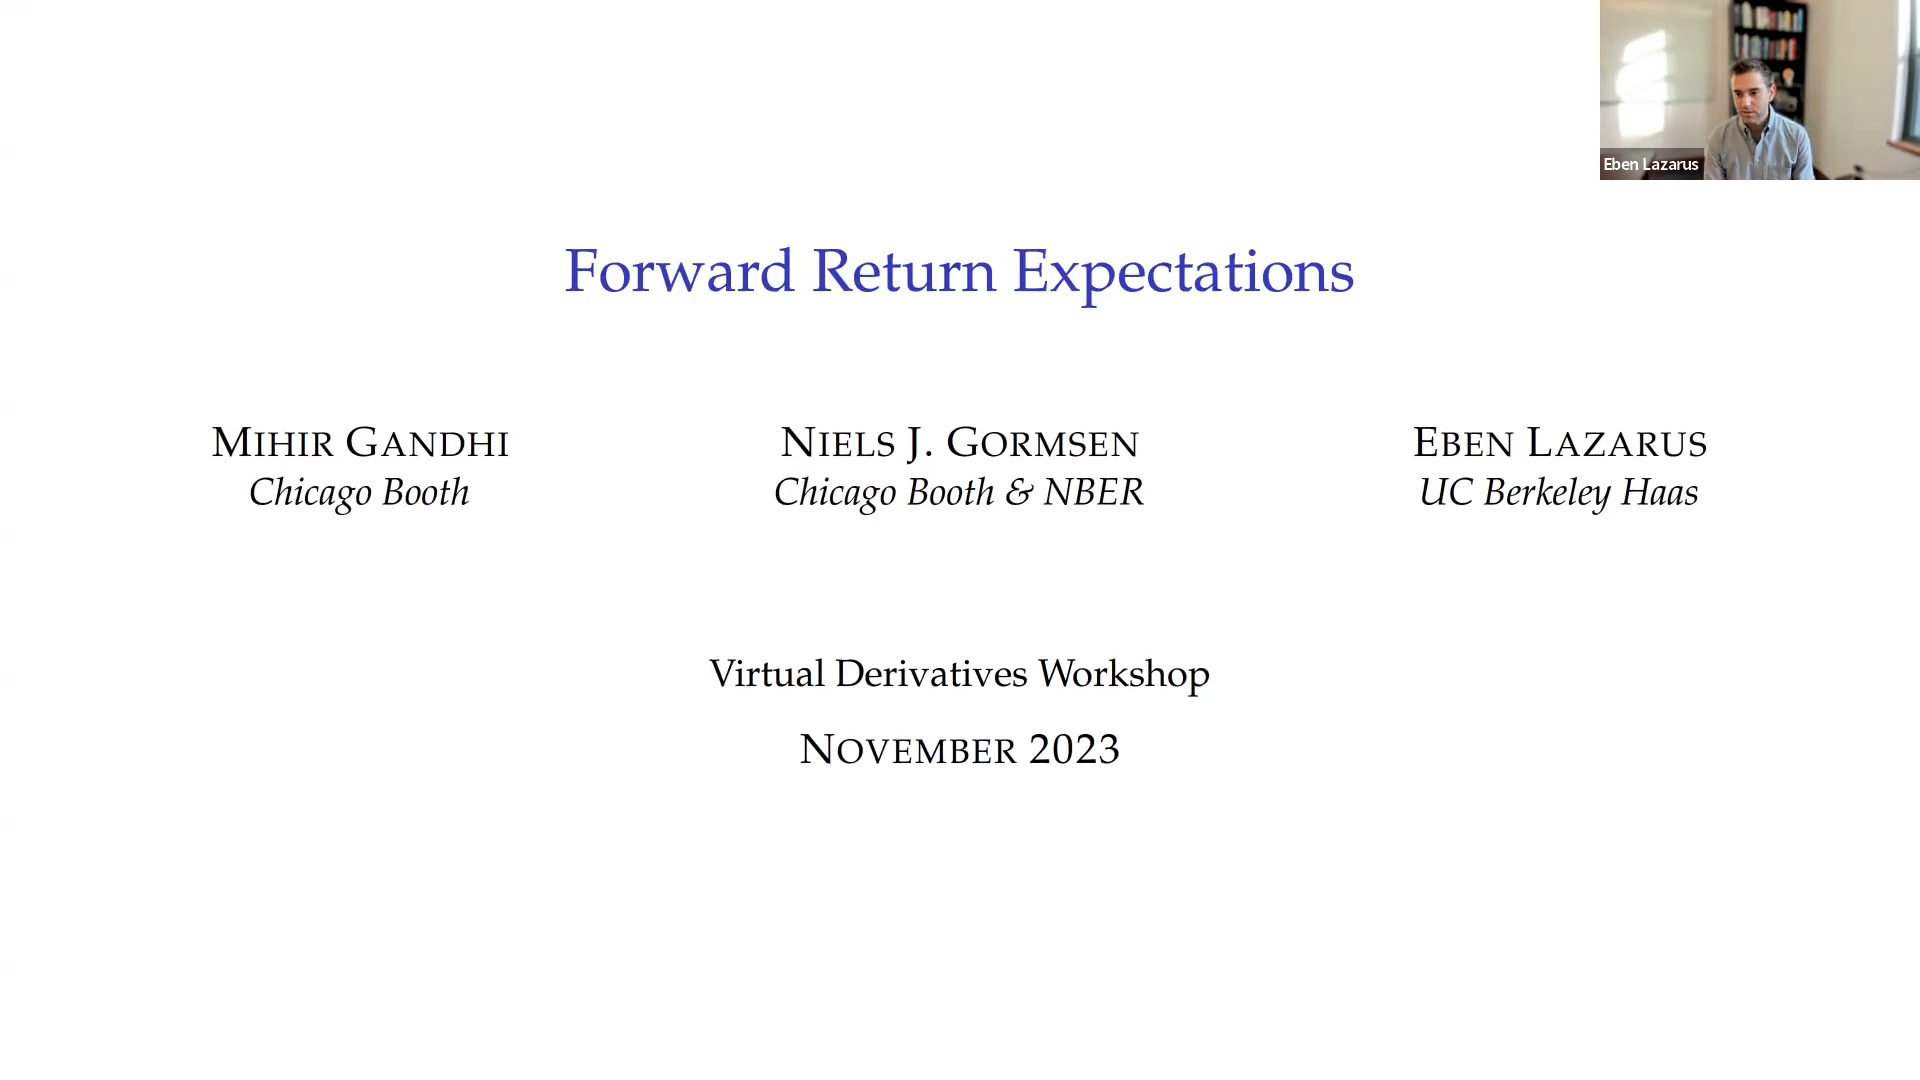 Eben Lazarus
Forward Return Expectations
MIHIR GANDHI
Chicago Booth
NIELS J. GORMSEN
Chicago Booth & NBER
EBEN LAZARUS
UC Berkeley Haas
Virtual Derivatives Workshop
NOVEMBER 2023